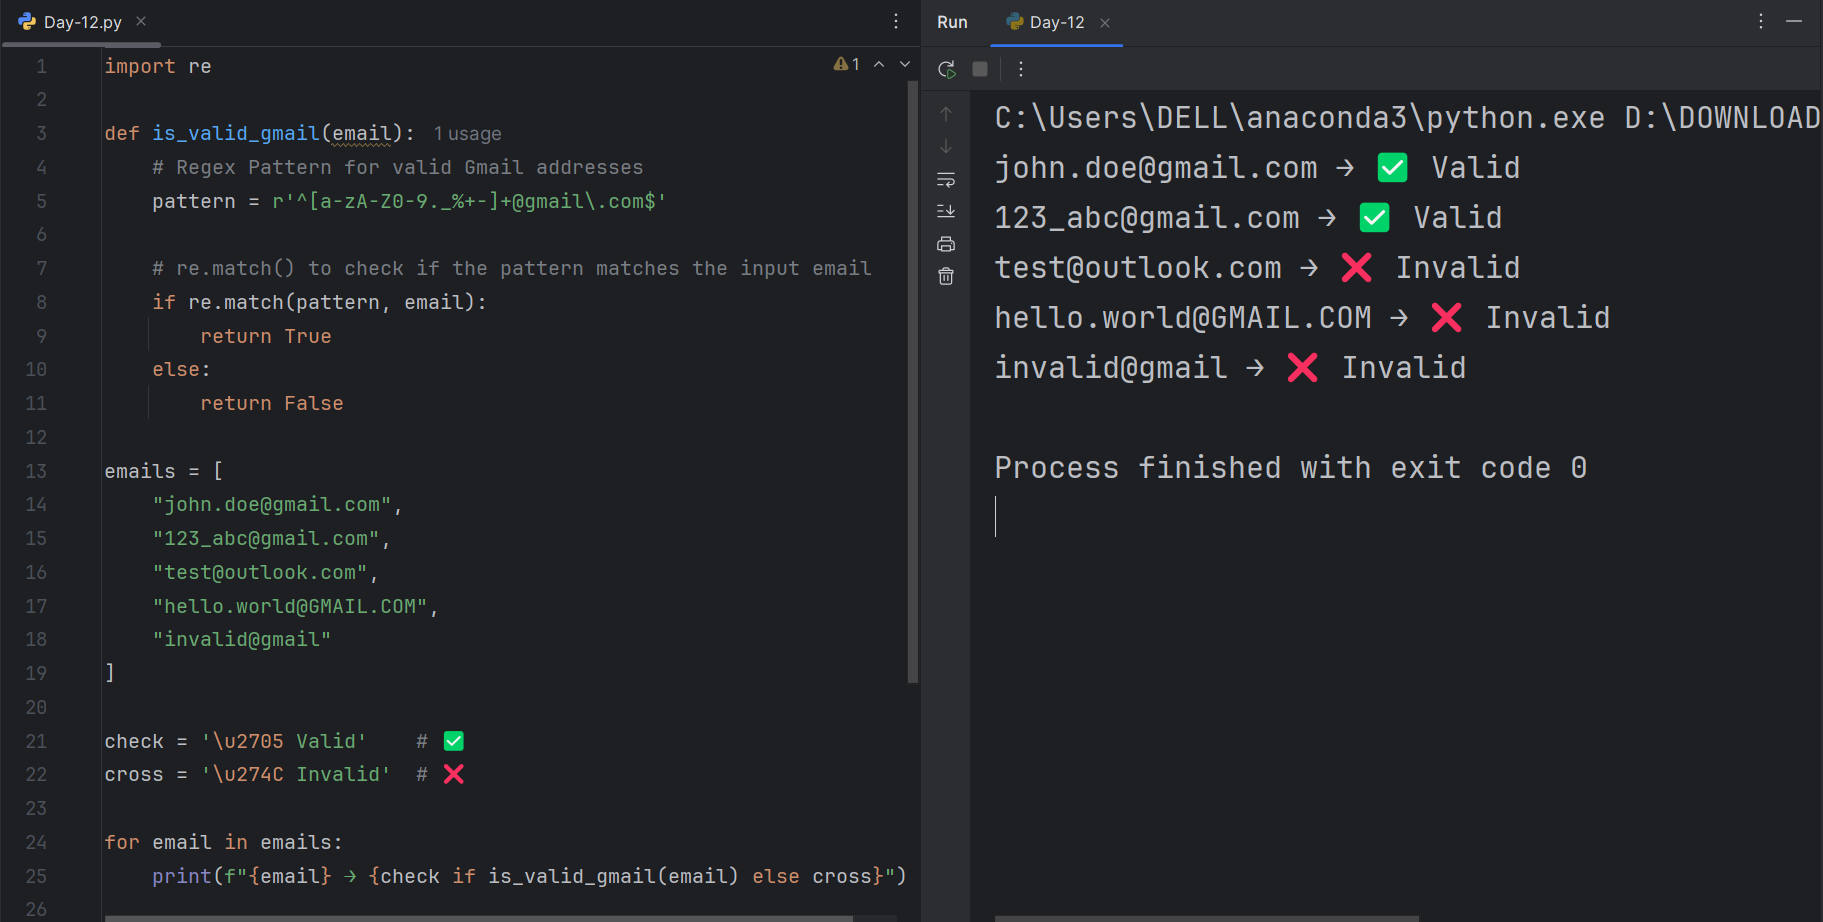 Day-12.py
1 import re
2
3 def is_valid_gmail(email): 1 usage
4 # Regex Pattern for valid Gmail addresses
5 pattern = r'^[a-zA-Z0-9._%+-]+@gmail\.com$'
6
7 # re.match() to check if the pattern matches the input email
8 if re.match(pattern, email):
9 return True
10 else:
11 return False
12
13 emails = [
14 "john.doe@gmail.com",
15 "123_abc@gmail.com",
16 "test@outlook.com",
17 "hello.world@GMAIL.COM",
18 "invalid@gmail"
19 ]
20
21 check = '\u2705 Valid' # ✅
22 cross = '\u274C Invalid' # ❌
23
24 for email in emails:
25 print(f"{email} → {check if is_valid_gmail(email) else cross}")
26
1
Run Day-12
C:\Users\DELL\anaconda3\python.exe D:\DOWNLOAD
john.doe@gmail.com → ✅ Valid
123_abc@gmail.com → ✅ Valid
test@outlook.com → ❌ Invalid
hello.world@GMAIL.COM → ❌ Invalid
invalid@gmail → ❌ Invalid
Process finished with exit code 0